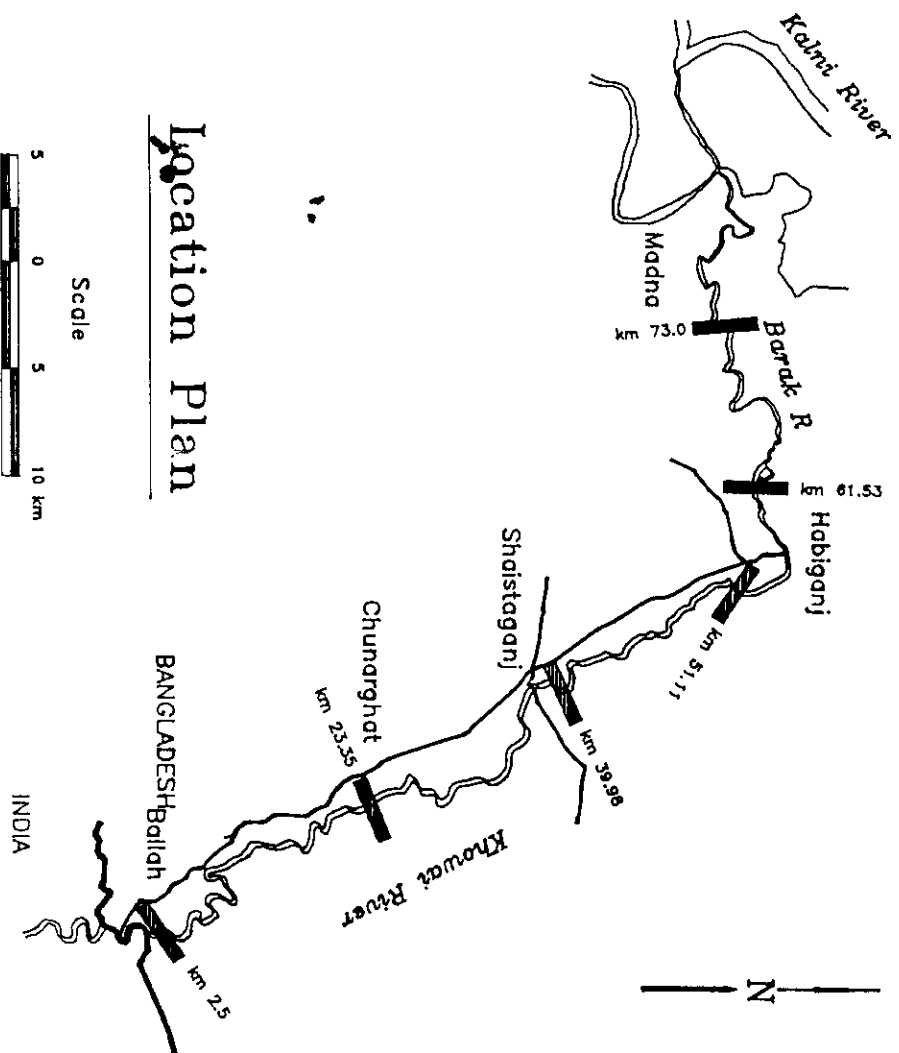 Kalni River
Madna
km 73.0
Barak R
km 61.53
Habiganj
km 51.11
Shaistaganj
km 39.98
Chunarghat
km 23.35
Khowai River
BANGLADESH
Ballah
km 2.5
INDIA
N
Location Plan
Scale
5 0 5 10 km